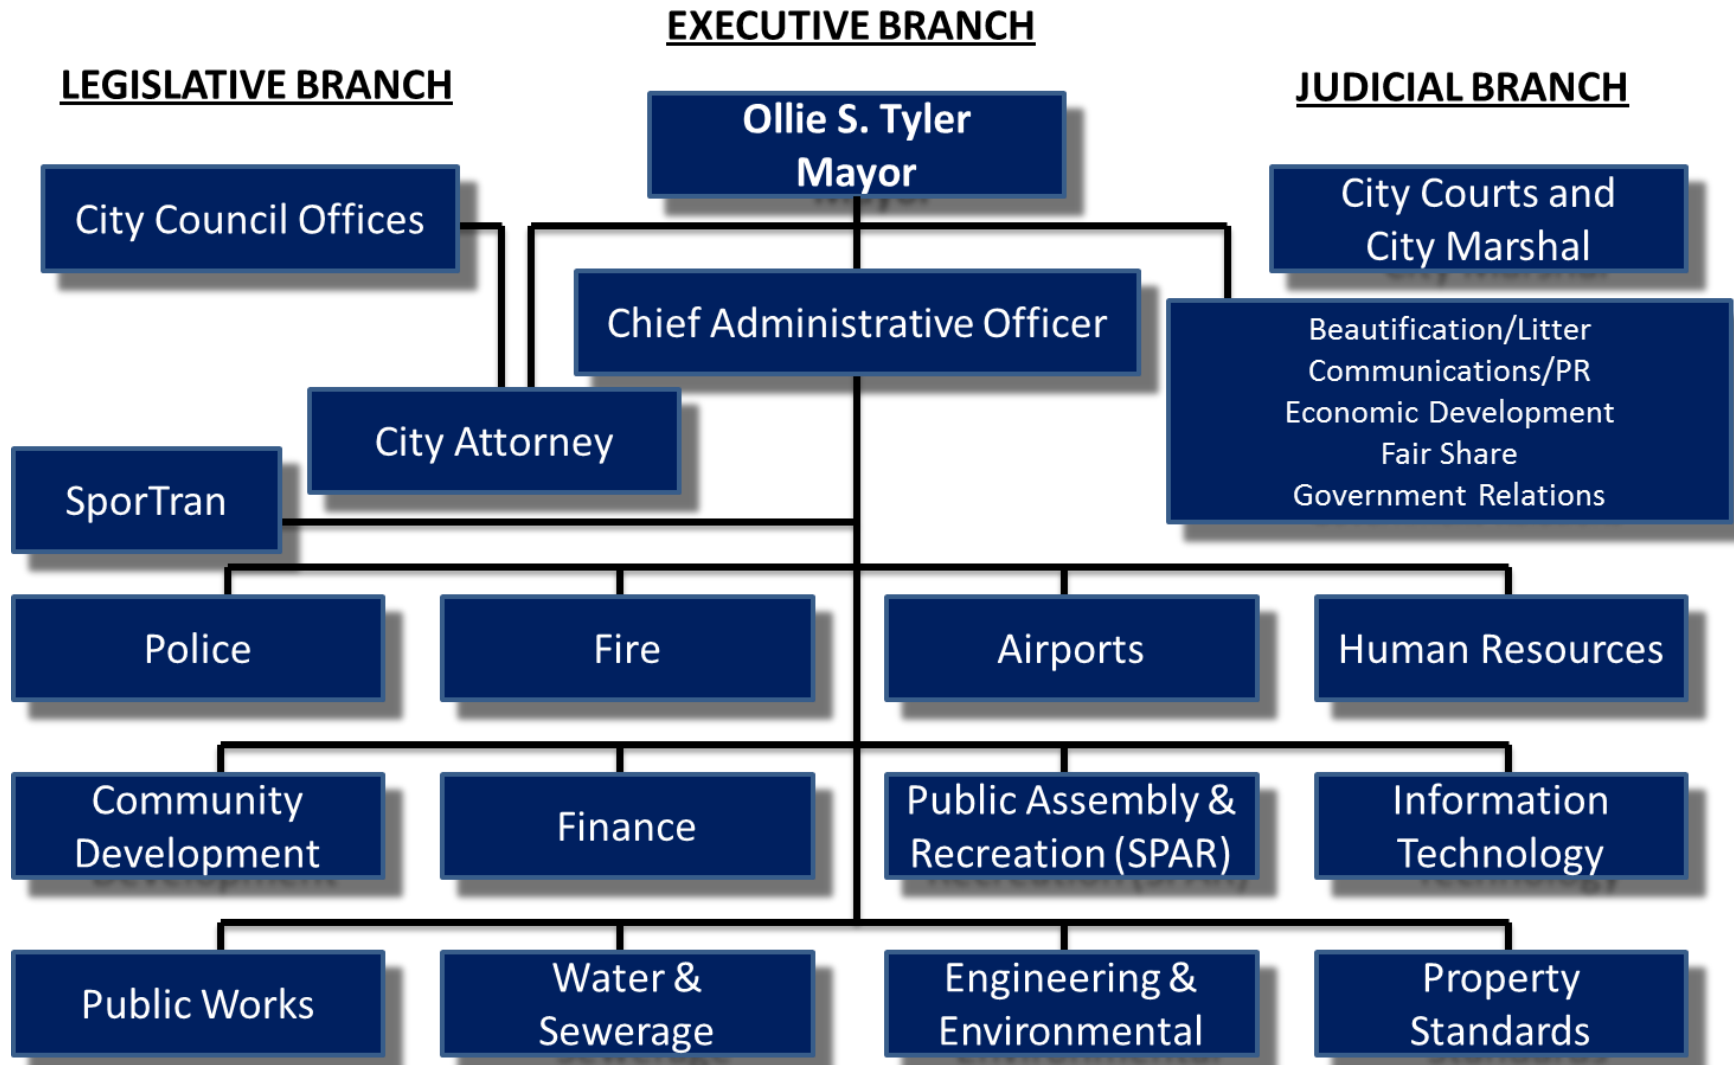 EXECUTIVE BRANCH
LEGISLATIVE BRANCH
JUDICIAL BRANCH
Ollie S. Tyler
Mayor
City Council Offices
City Courts and
City Marshal
Chief Administrative Officer
Beautification/Litter
Communications/PR
Economic Development
Fair Share
Government Relations
City Attorney
SporTran
Police
Fire
Airports
Human Resources
Community
Development
Finance
Public Assembly &
Recreation (SPAR)
Information
Technology
Public Works
Water &
Sewerage
Engineering &
Environmental
Property
Standards